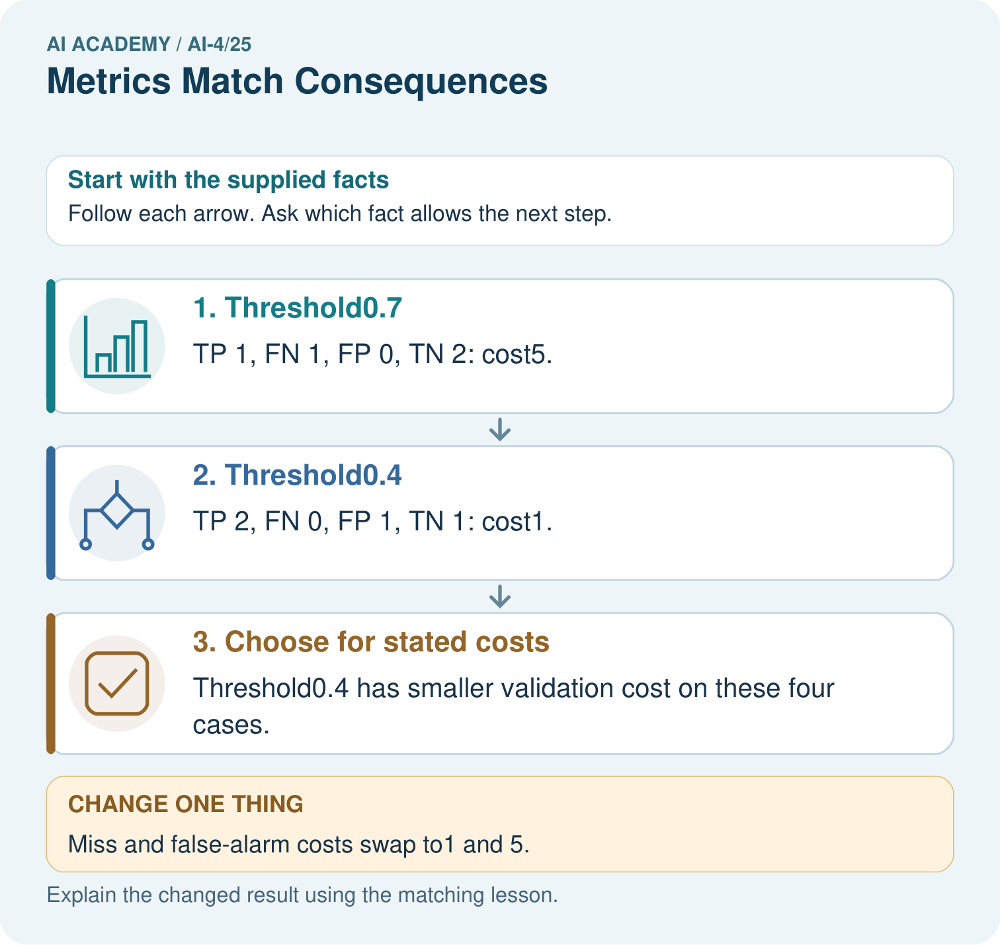 AI ACADEMY / AI-4/25
Metrics Match Consequences
Start with the supplied facts
Follow each arrow. Ask which fact allows the next step.
1. Threshold0.7
TP 1, FN 1, FP 0, TN 2: cost5.
2. Threshold0.4
TP 2, FN 0, FP 1, TN 1: cost1.
3. Choose for stated costs
Threshold0.4 has smaller validation cost on these four
cases.
CHANGE ONE THING
Miss and false-alarm costs swap to1 and 5.
Explain the changed result using the matching lesson.